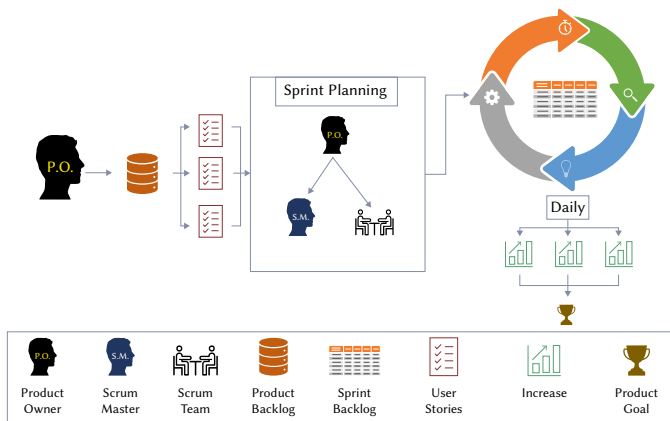 Sprint Planning
P.O.
P.O.
S.M.
Daily
P.O.
S.M.
Product
Owner
Scrum
Master
Scrum
Team
Product
Backlog
Sprint
Backlog
User
Stories
Increase
Product
Goal